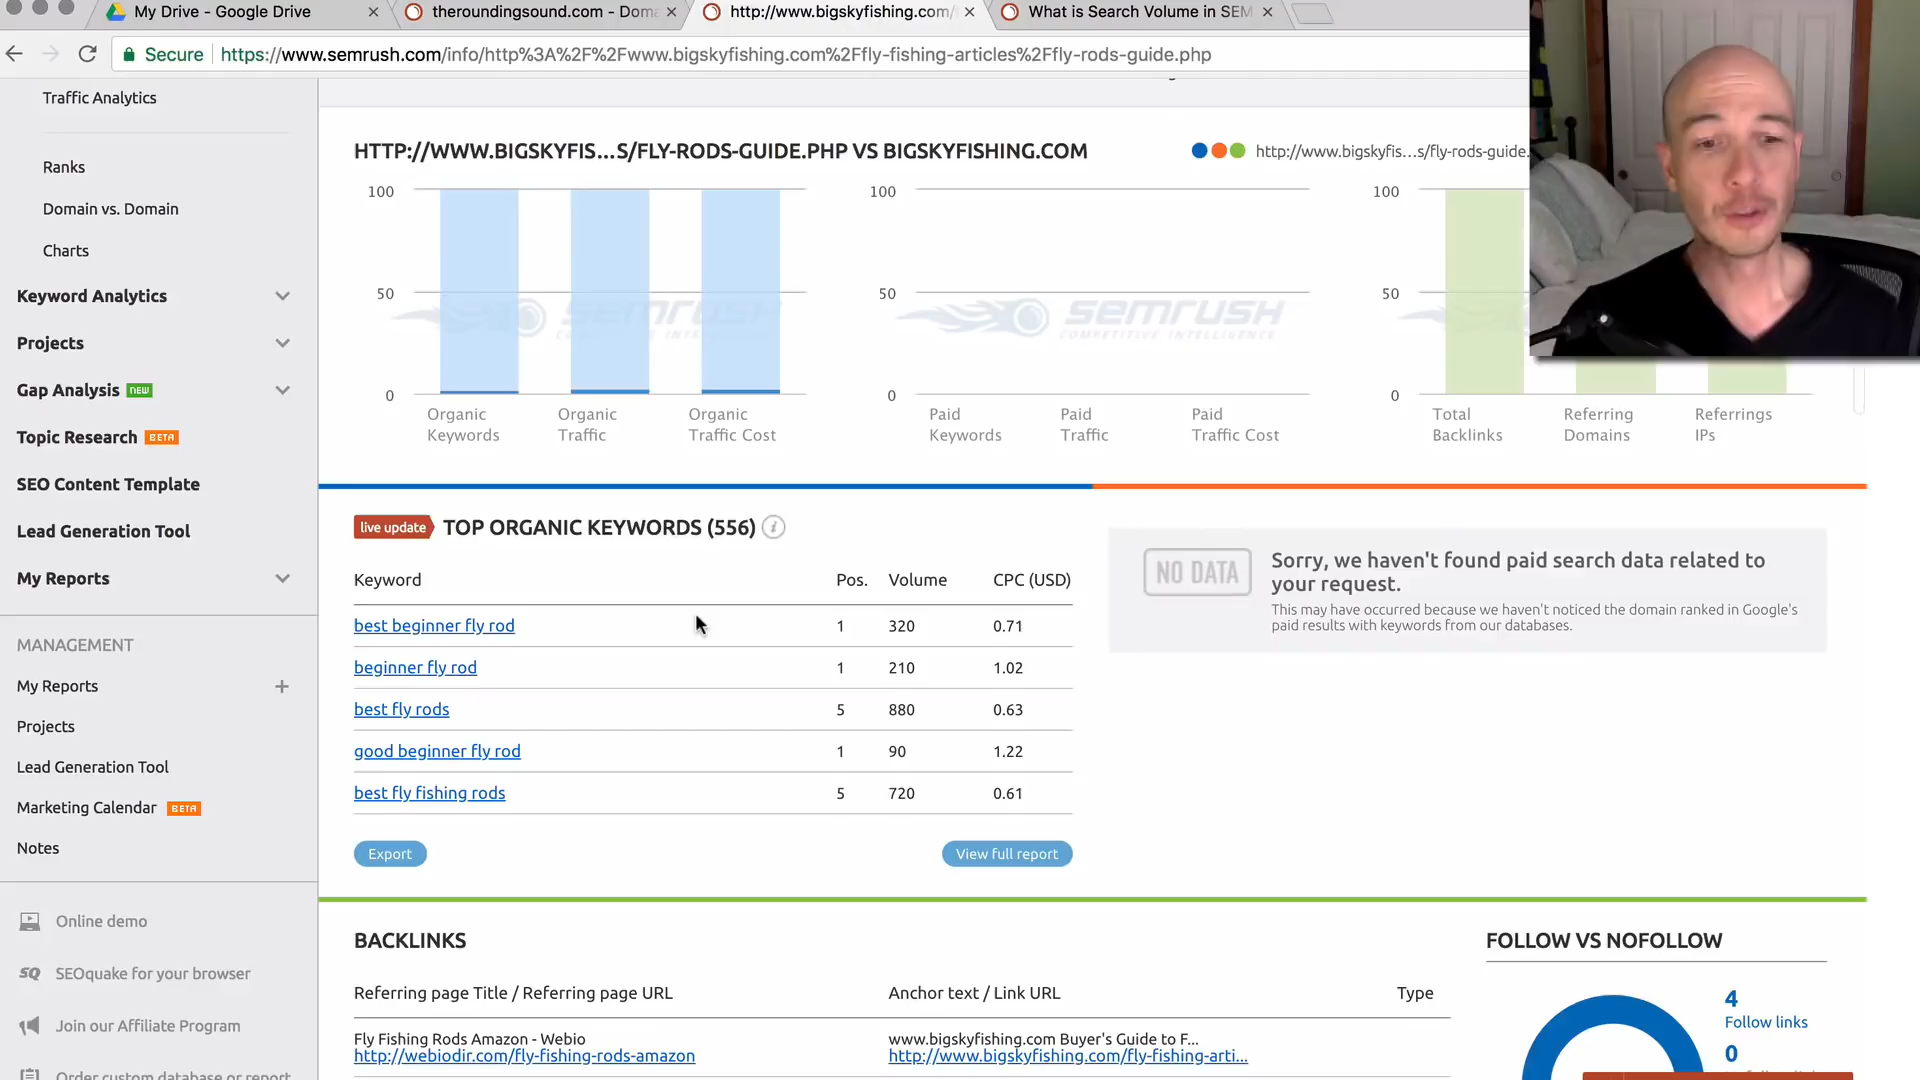 My Drive - Google Drive
theroundingsound.com - Doma
http://www.bigskyfishing.com/
What is Search Volume in SEM
Secure
https://www.semrush.com/info/http%3A%2F%2Fwww.bigskyfishing.com%2Ffly-fishing-articles%2Ffly-rods-guide.php
Traffic Analytics
Ranks
Domain vs. Domain
Charts
Keyword Analytics
Projects
Gap Analysis NEW
Topic Research BETA
SEO Content Template
Lead Generation Tool
My Reports
MANAGEMENT
My Reports +
Projects
Lead Generation Tool
Marketing Calendar BETA
Notes
Online demo
SQ SEOquake for your browser
Join our Affiliate Program
Order custom database or report
HTTP://WWW.BIGSKYFIS...S/FLY-RODS-GUIDE.PHP VS BIGSKYFISHING.COM
http://www.bigskyfis...s/fly-rods-guide.
100
50
0
semrush
COMPETITIVE INTELLIGENCE
Organic Keywords
Organic Traffic
Organic Traffic Cost
100
50
0
semrush
COMPETITIVE INTELLIGENCE
Paid Keywords
Paid Traffic
Paid Traffic Cost
100
50
0
Total Backlinks
Referring Domains
Referrings IPs
live update TOP ORGANIC KEYWORDS (556) i
Keyword Pos. Volume CPC (USD)
best beginner fly rod 1 320 0.71
beginner fly rod 1 210 1.02
best fly rods 5 880 0.63
good beginner fly rod 1 90 1.22
best fly fishing rods 5 720 0.61
Export
View full report
NO DATA
Sorry, we haven't found paid search data related to
your request.
This may have occurred because we haven't noticed the domain ranked in Google's
paid results with keywords from our databases.
BACKLINKS
Referring page Title / Referring page URL Anchor text / Link URL Type
Fly Fishing Rods Amazon - Webio www.bigskyfishing.com Buyer's Guide to F...
http://webiodir.com/fly-fishing-rods-amazon http://www.bigskyfishing.com/fly-fishing-arti...
FOLLOW VS NOFOLLOW
4
Follow links
0